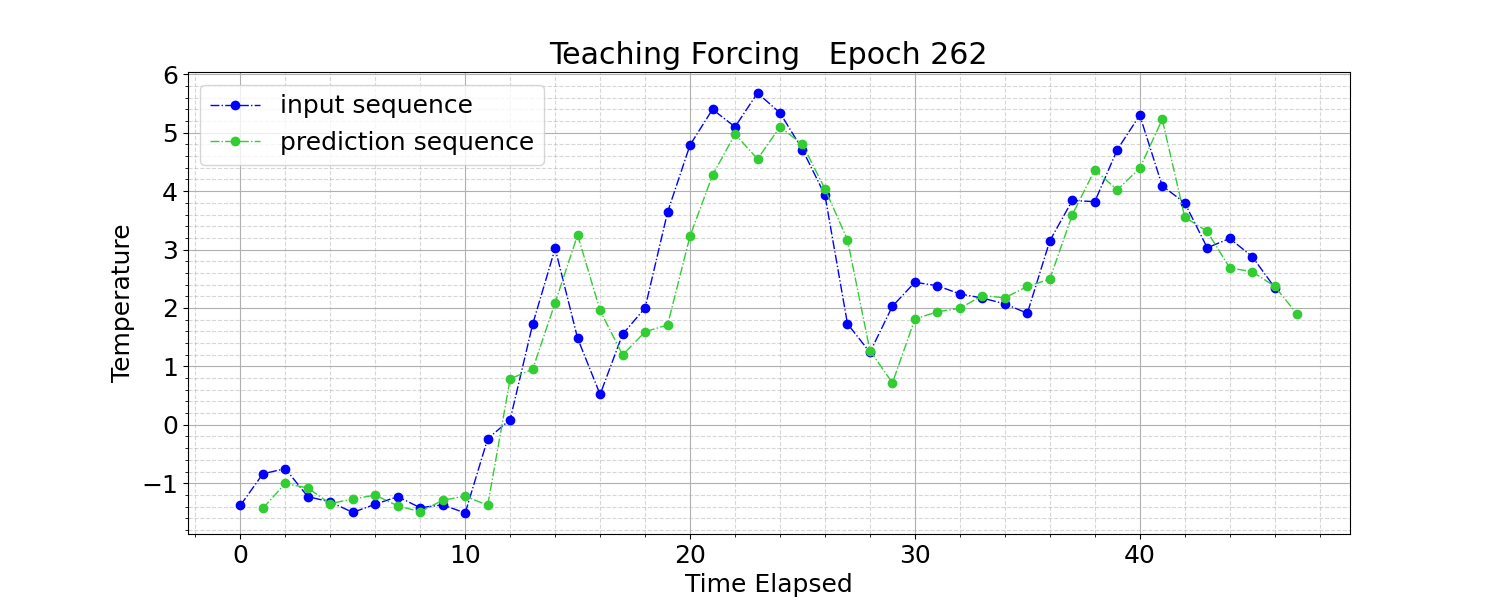 Teaching Forcing   Epoch 262
input sequence
prediction sequence
Temperature
6
5
4
3
2
1
0
−1
0 10 20 30 40
Time Elapsed